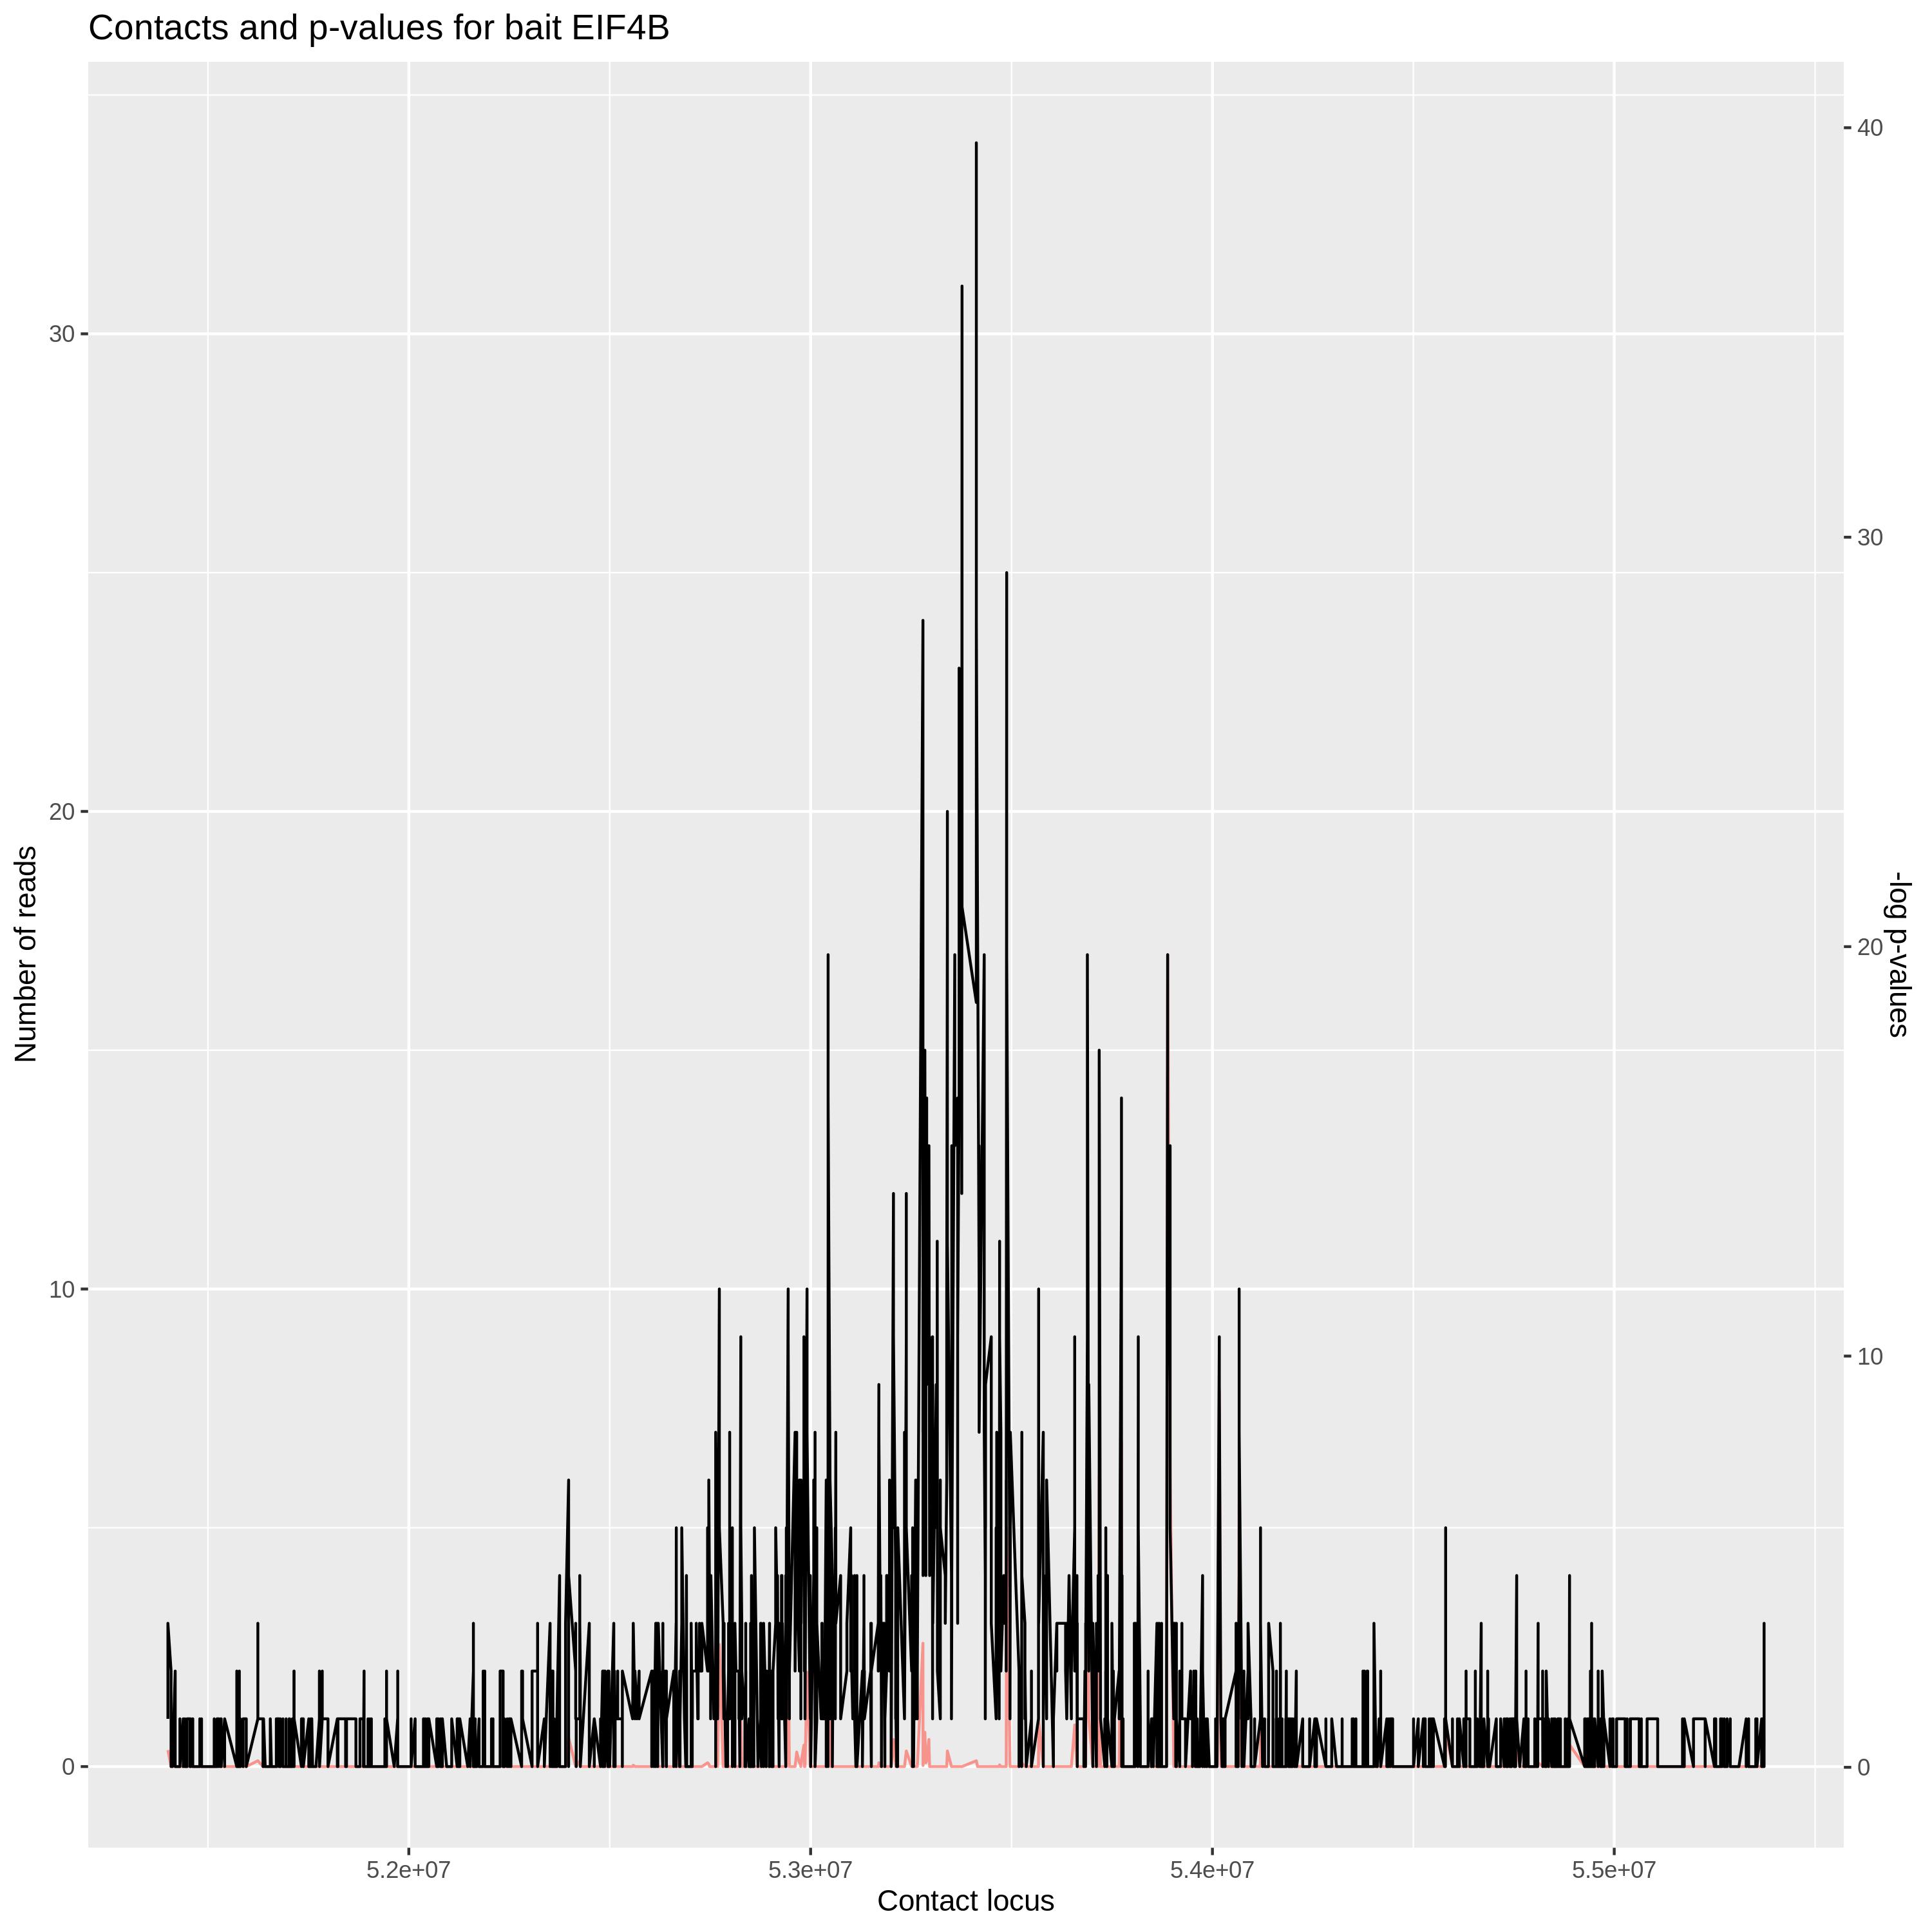 Contacts and p-values for bait EIF4B
40
30
30
20
20
10
10
0
0
Number of reads
-log p-values
5.2e+07
5.3e+07
5.4e+07
5.5e+07
Contact locus